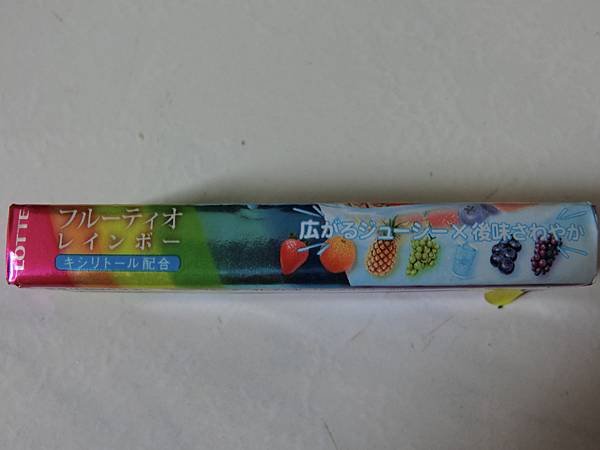 LOTTE
フルーティオ
レインボー
キシリトール配合
広がるジューシー×後味さわやか